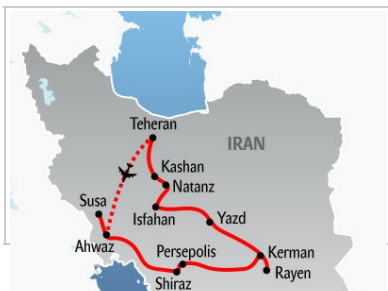 Teheran
IRAN
Kashan
Natanz
Susa
Isfahan
Yazd
Ahwaz
Persepolis
Kerman
Rayen
Shiraz